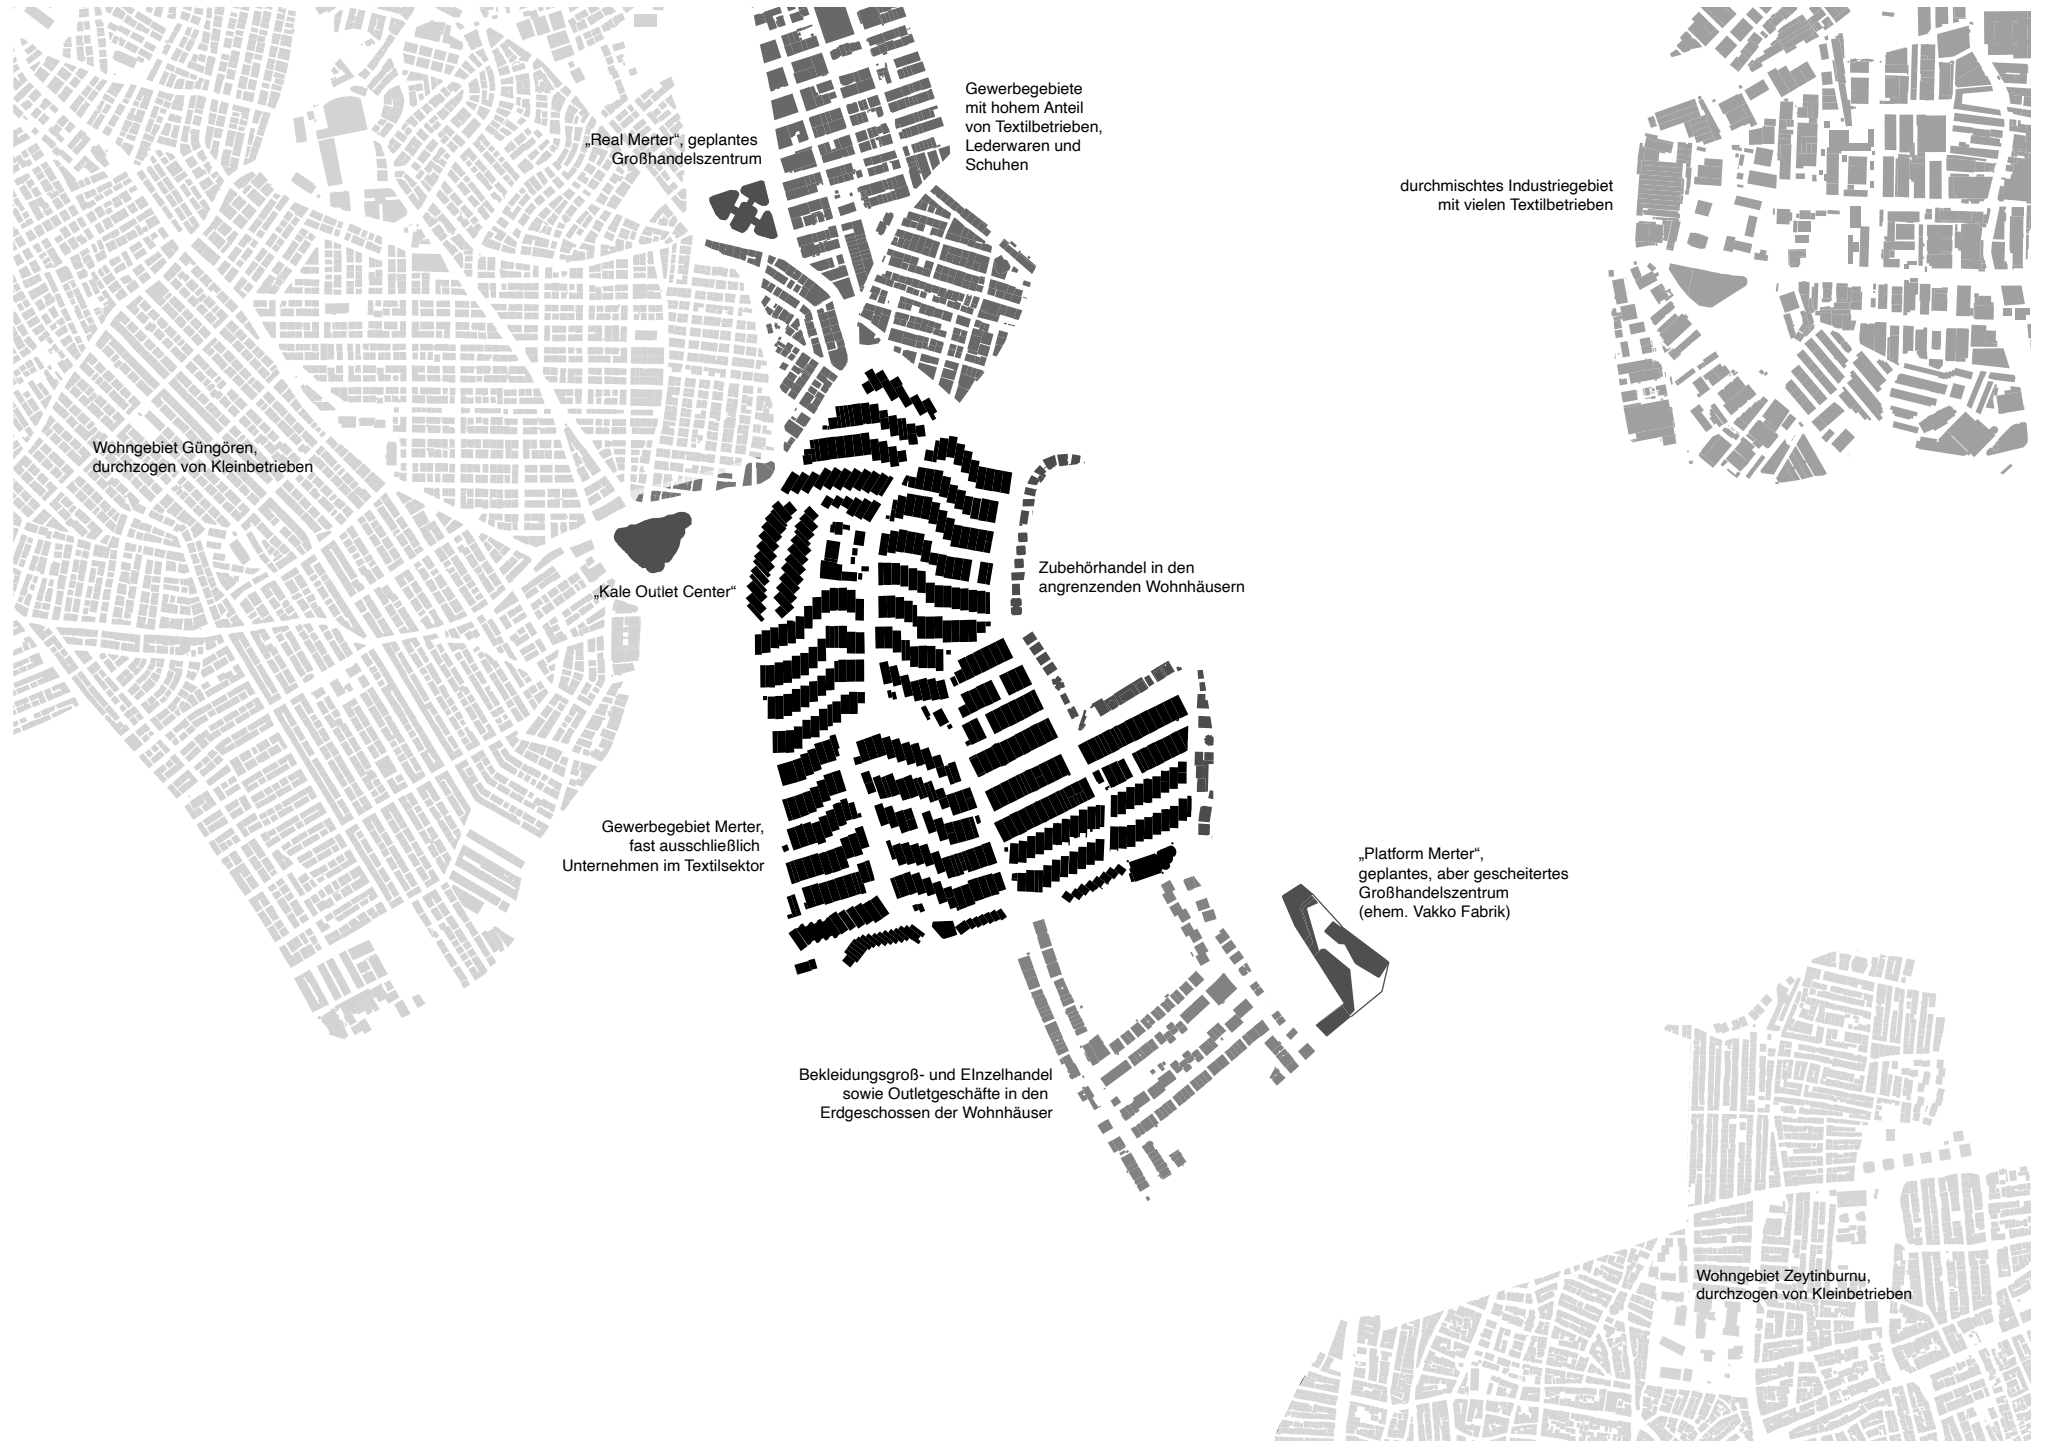 Gewerbegebiete
mit hohem Anteil
von Textilbetrieben,
Lederwaren und
Schuhen
„Real Merter“, geplantes
Großhandelszentrum
durchmischtes Industriegebiet
mit vielen Textilbetrieben
Wohngebiet Güngören,
durchzogen von Kleinbetrieben
„Kale Outlet Center“
Zubehörhandel in den
angrenzenden Wohnhäusern
Gewerbegebiet Merter,
fast ausschließlich
Unternehmen im Textilsektor
„Platform Merter“,
geplantes, aber gescheitertes
Großhandelszentrum
(ehem. Vakko Fabrik)
Bekleidungsgroß- und EInzelhandel
sowie Outletgeschäfte in den
Erdgeschossen der Wohnhäuser
Wohngebiet Zeytinburnu,
durchzogen von Kleinbetrieben